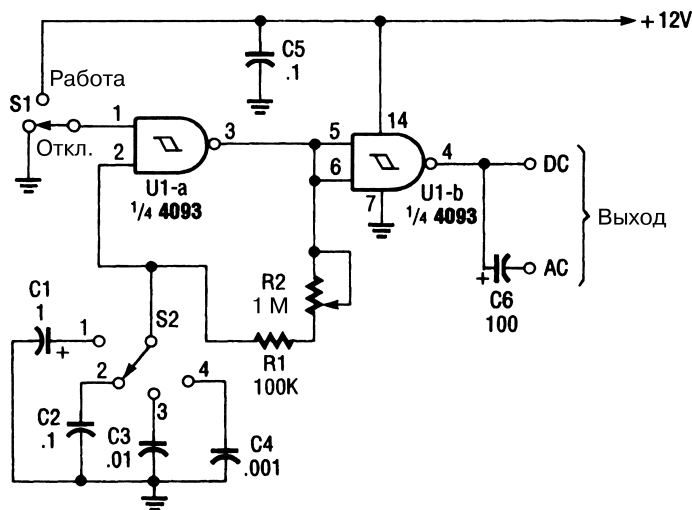 + 12V
C5
.1
Работа
S1
Откл.
1
2
3
U1-a
1/4 4093
5
6
14
4
7
U1-b
1/4 4093
DC
AC
Выход
+
C6
100
R2
1 M
R1
100K
C1
1
+
1
S2
2
3
4
C2
.1
C3
.01
C4
.001